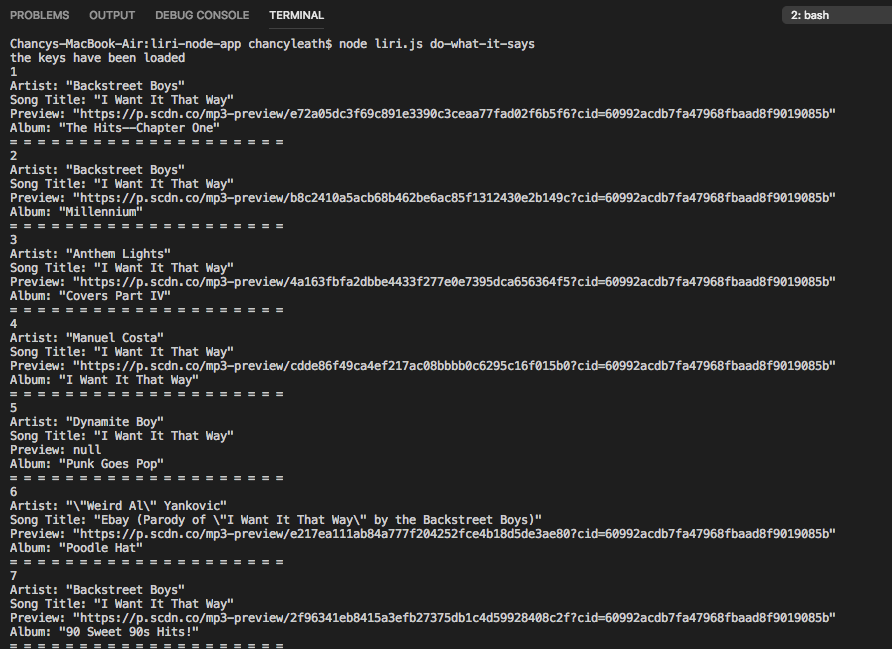 PROBLEMS OUTPUT DEBUG CONSOLE TERMINAL 2: bash
Chancys-MacBook-Air:liri-node-app chancyleath$ node liri.js do-what-it-says
the keys have been loaded
1
Artist: "Backstreet Boys"
Song Title: "I Want It That Way"
Preview: "https://p.scdn.co/mp3-preview/e72a05dc3f69c891e3390c3ceaa77fad02f6b5f6?cid=60992acdb7fa47968fbaad8f9019085b"
Album: "The Hits--Chapter One"
= = = = = = = = = = = = = = = = = = = =
2
Artist: "Backstreet Boys"
Song Title: "I Want It That Way"
Preview: "https://p.scdn.co/mp3-preview/b8c2410a5acb68b462be6ac85f1312430e2b149c?cid=60992acdb7fa47968fbaad8f9019085b"
Album: "Millennium"
= = = = = = = = = = = = = = = = = = = =
3
Artist: "Anthem Lights"
Song Title: "I Want It That Way"
Preview: "https://p.scdn.co/mp3-preview/4a163fbfa2dbbe4433f277e0e7395dca656364f5?cid=60992acdb7fa47968fbaad8f9019085b"
Album: "Covers Part IV"
= = = = = = = = = = = = = = = = = = = =
4
Artist: "Manuel Costa"
Song Title: "I Want It That Way"
Preview: "https://p.scdn.co/mp3-preview/cdde86f49ca4ef217ac08bbbb0c6295c16f015b0?cid=60992acdb7fa47968fbaad8f9019085b"
Album: "I Want It That Way"
= = = = = = = = = = = = = = = = = = = =
5
Artist: "Dynamite Boy"
Song Title: "I Want It That Way"
Preview: null
Album: "Punk Goes Pop"
= = = = = = = = = = = = = = = = = = = =
6
Artist: "\"Weird Al\" Yankovic"
Song Title: "Ebay (Parody of \"I Want It That Way\" by the Backstreet Boys)"
Preview: "https://p.scdn.co/mp3-preview/e217ea111ab84a777f204252fce4b18d5de3ae80?cid=60992acdb7fa47968fbaad8f9019085b"
Album: "Poodle Hat"
= = = = = = = = = = = = = = = = = = = =
7
Artist: "Backstreet Boys"
Song Title: "I Want It That Way"
Preview: "https://p.scdn.co/mp3-preview/2f96341eb8415a3efb27375db1c4d59928408c2f?cid=60992acdb7fa47968fbaad8f9019085b"
Album: "90 Sweet 90s Hits!"
= = = = = = = = = = = = = = = = = = = =